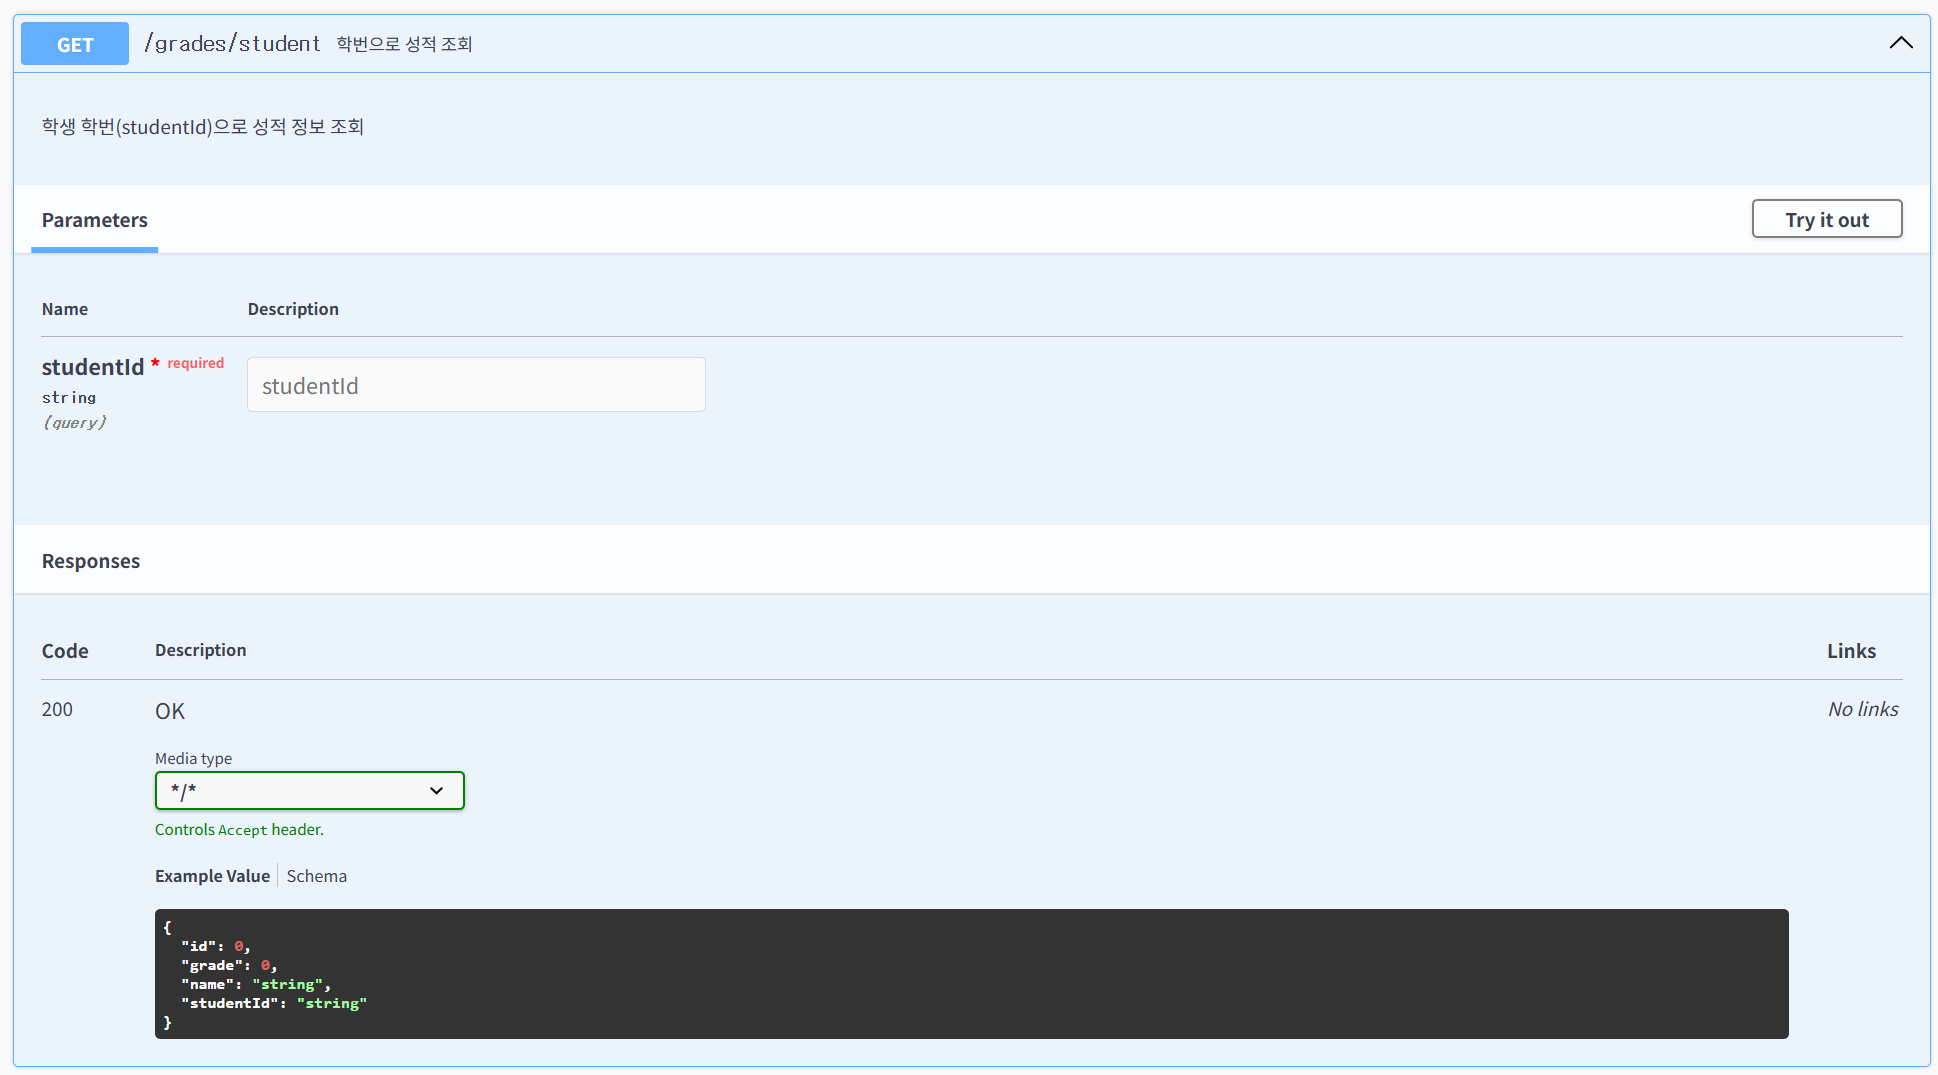 GET /grades/student 학번으로 성적 조회
학생 학번(studentId)으로 성적 정보 조회
Parameters
Try it out
Name Description
studentId * required
string
(query)
studentId
Responses
Code Description Links
200 OK No links
Media type
*/*
Controls Accept header.
Example Value Schema
{
  "id": 0,
  "grade": 0,
  "name": "string",
  "studentId": "string"
}